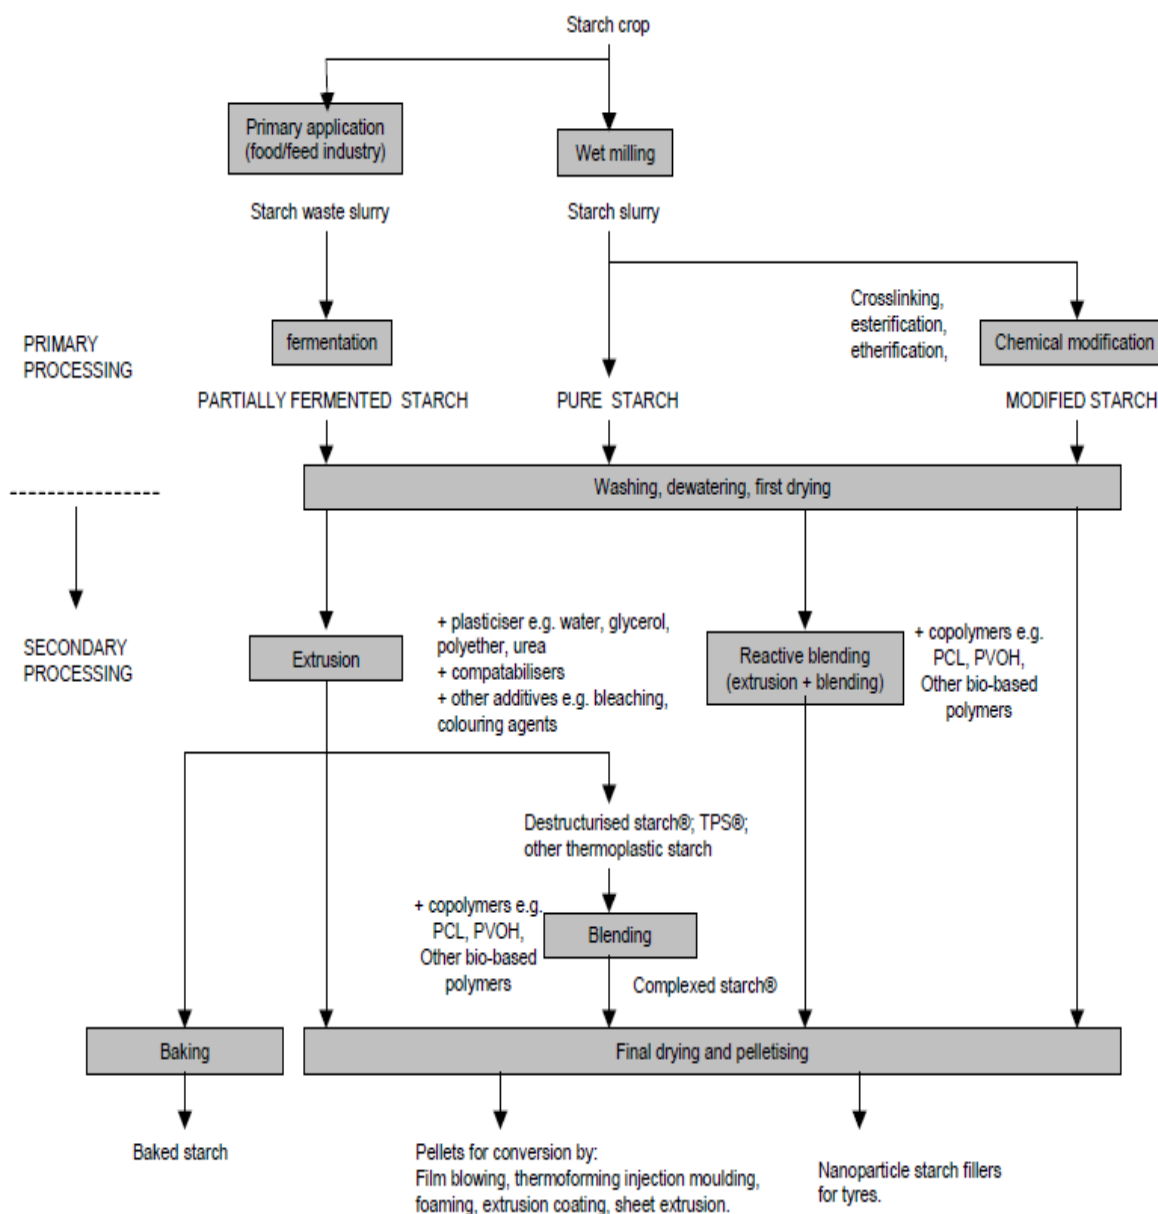 Starch crop
Primary application
(food/feed industry)
Wet milling
Starch waste slurry
Starch slurry
Crosslinking,
esterification,
etherification,
PRIMARY
PROCESSING
fermentation
Chemical modification
PARTIALLY FERMENTED STARCH
PURE STARCH
MODIFIED STARCH
Washing, dewatering, first drying
SECONDARY
PROCESSING
Extrusion
+ plasticiser e.g. water, glycerol,
polyether, urea
+ compatabilisers
+ other additives e.g. bleaching,
colouring agents
Reactive blending
(extrusion + blending)
+ copolymers e.g.
PCL, PVOH,
Other bio-based
polymers
Destructurised starch®; TPS®;
other thermoplastic starch
+ copolymers e.g.
PCL, PVOH,
Other bio-based
polymers
Blending
Complexed starch®
Baking
Final drying and pelletising
Baked starch
Pellets for conversion by:
Film blowing, thermoforming injection moulding,
foaming, extrusion coating, sheet extrusion.
Nanoparticle starch fillers
for tyres.